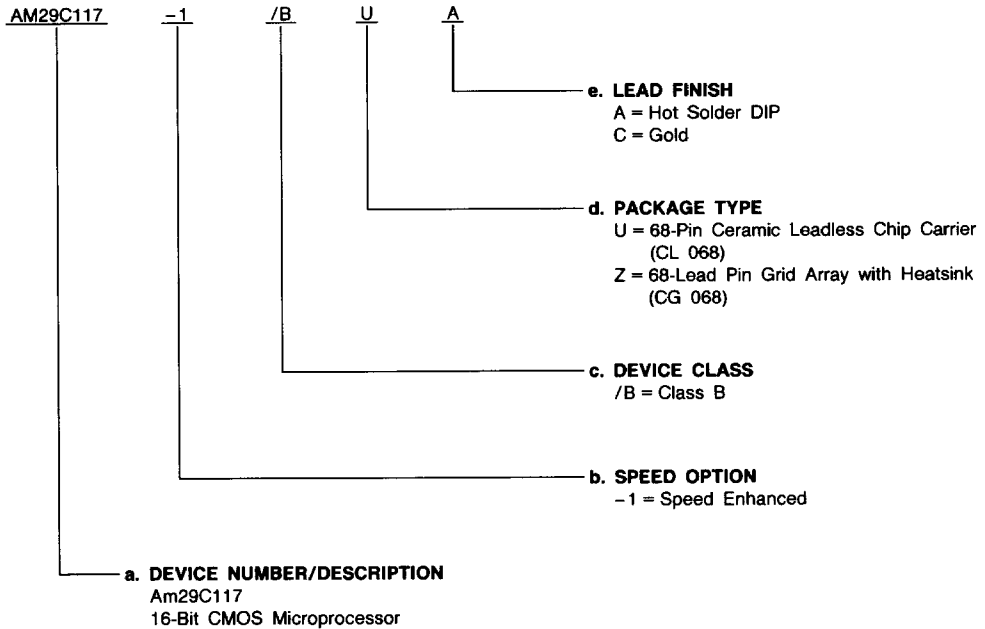 AM29C117 -1 /B U A
e. LEAD FINISH
A = Hot Solder DIP
C = Gold
d. PACKAGE TYPE
U = 68-Pin Ceramic Leadless Chip Carrier
(CL 068)
Z = 68-Lead Pin Grid Array with Heatsink
(CG 068)
c. DEVICE CLASS
/B = Class B
b. SPEED OPTION
-1 = Speed Enhanced
a. DEVICE NUMBER/DESCRIPTION
Am29C117
16-Bit CMOS Microprocessor